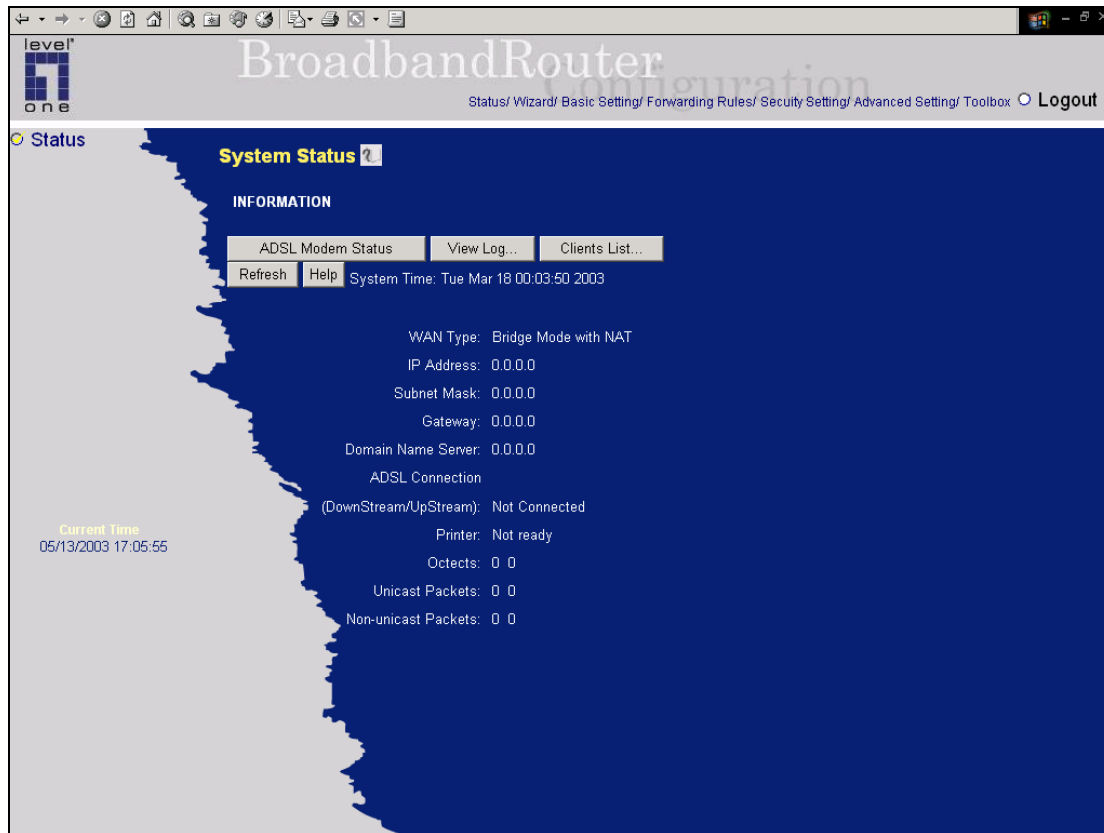 level
one
BroadbandRouter
Configuration
Status/ Wizard/ Basic Setting/ Forwarding Rules/ Secuity Setting/ Advanced Setting/ Toolbox Logout
Status
System Status
INFORMATION
ADSL Modem Status View Log... Clients List...
Refresh Help System Time: Tue Mar 18 00:03:50 2003
WAN Type: Bridge Mode with NAT
IP Address: 0.0.0.0
Subnet Mask: 0.0.0.0
Gateway: 0.0.0.0
Domain Name Server: 0.0.0.0
ADSL Connection
(DownStream/UpStream): Not Connected
Printer: Not ready
Octects: 0 0
Unicast Packets: 0 0
Non-unicast Packets: 0 0
Current Time
05/13/2003 17:05:55